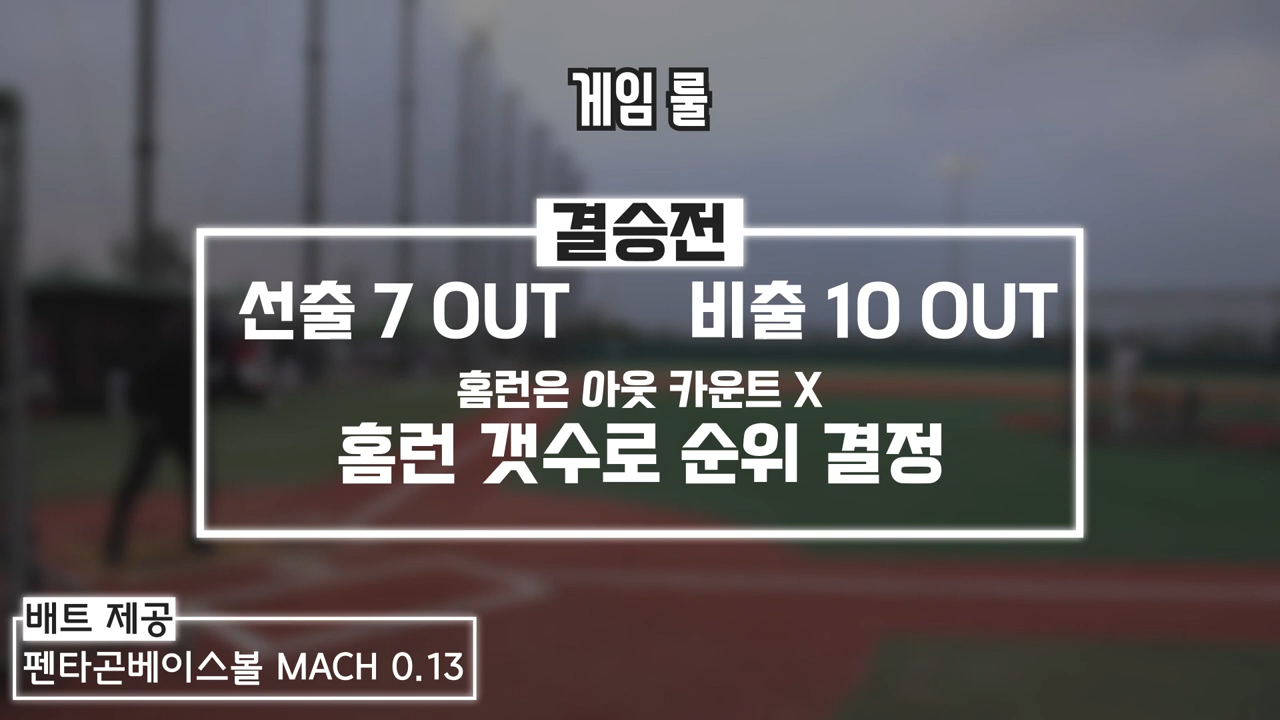 게임 룰
결승전
선출 7 OUT 비출 10 OUT
홈런은 아웃 카운트 X
홈런 갯수로 순위 결정
배트 제공
펜타곤베이스볼 MACH 0.13